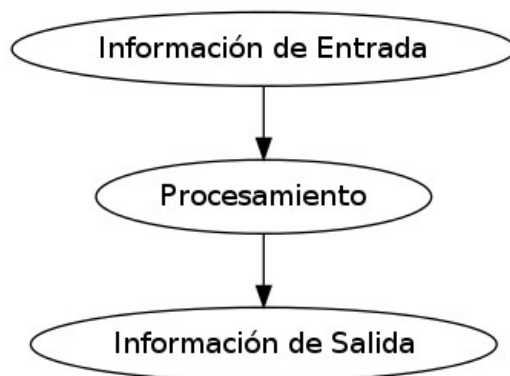 Información de Entrada
Procesamiento
Información de Salida